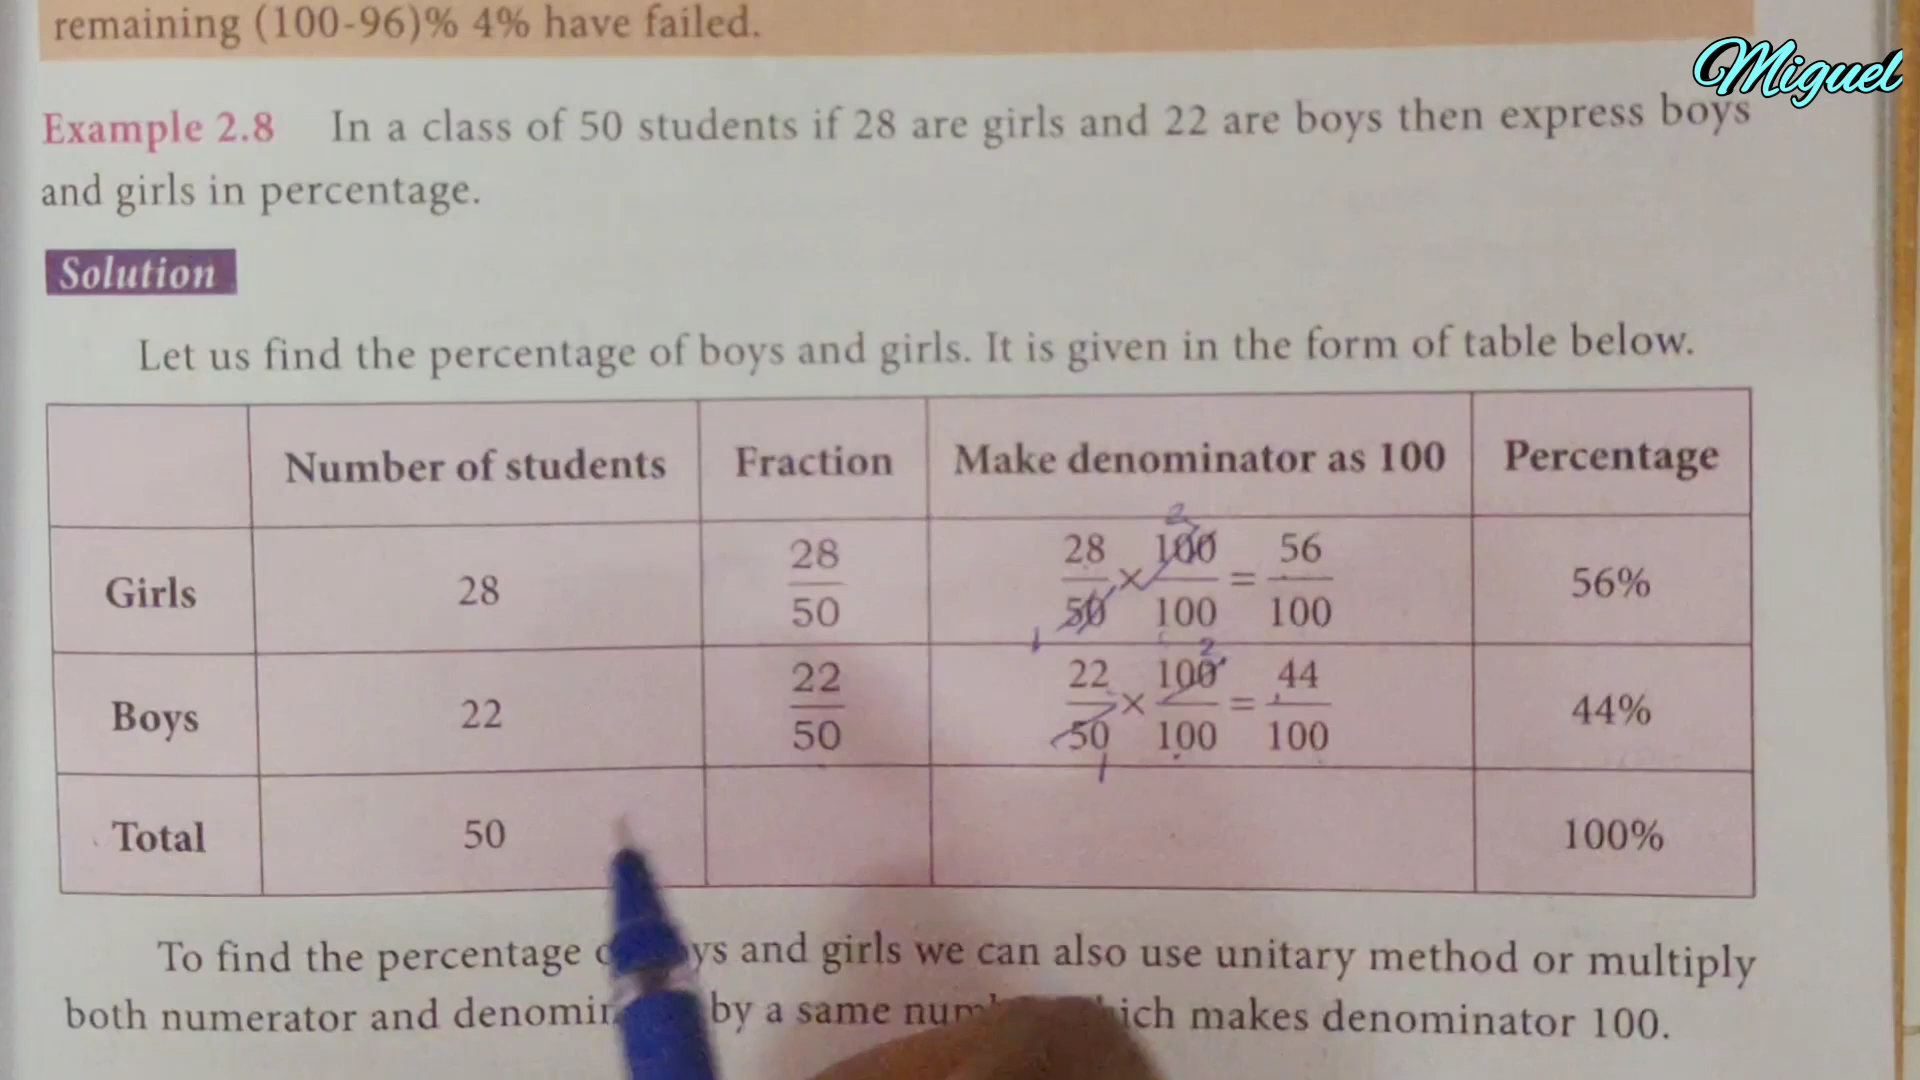 remaining (100-96)% 4% have failed.
Miguel
Example 2.8 In a class of 50 students if 28 are girls and 22 are boys then express boys
and girls in percentage.
Solution
Let us find the percentage of boys and girls. It is given in the form of table below.
Number of students Fraction Make denominator as 100 Percentage
Girls 28 28/50 28/50 × 100/100 = 56/100 56%
2
1
Boys 22 22/50 22/50 × 100/100 = 44/100 44%
2
1
Total 50 100%
To find the percentage and girls we can also use unitary method or multiply
both numerator and by a same makes denominator 100.